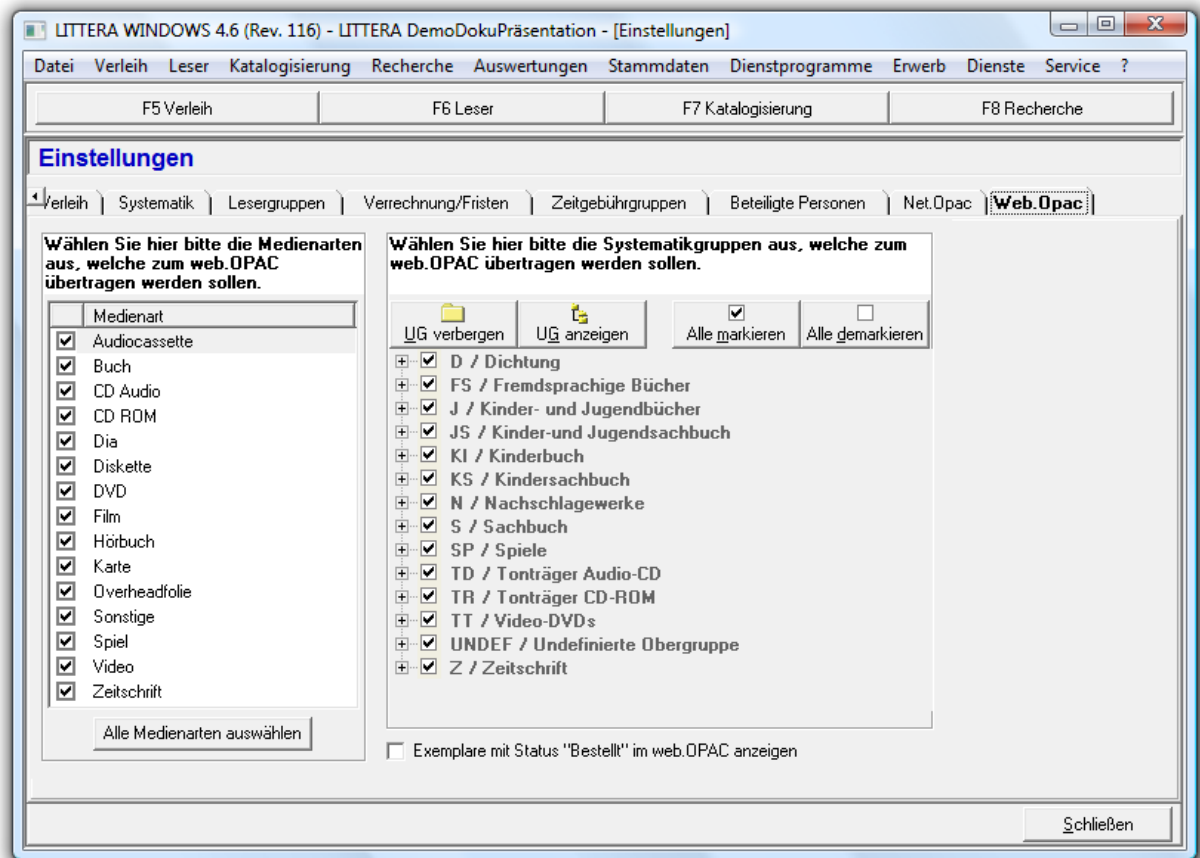 LITTERA WINDOWS 4.6 (Rev. 116) - LITTERA DemoDokuPräsentation - [Einstellungen]
Datei Verleih Leser Katalogisierung Recherche Auswertungen Stammdaten Dienstprogramme Erwerb Dienste Service ?
F5 Verleih F6 Leser F7 Katalogisierung F8 Recherche
Einstellungen
Verleih Systematik Lesergruppen Verrechnung/Fristen Zeitgebührgruppen Beteiligte Personen Net.Opac Web.Opac
Wählen Sie hier bitte die Medienarten
aus, welche zum web.OPAC
übertragen werden sollen.
Medienart
Audiocassette
Buch
CD Audio
CD ROM
Dia
Diskette
DVD
Film
Hörbuch
Karte
Overheadfolie
Sonstige
Spiel
Video
Zeitschrift
Alle Medienarten auswählen
Wählen Sie hier bitte die Systematikgruppen aus, welche zum
web.OPAC übertragen werden sollen.
UG verbergen UG anzeigen Alle markieren Alle demarkieren
D / Dichtung
FS / Fremdsprachige Bücher
J / Kinder- und Jugendbücher
JS / Kinder-und Jugendsachbuch
KI / Kinderbuch
KS / Kindersachbuch
N / Nachschlagewerke
S / Sachbuch
SP / Spiele
TD / Tonträger Audio-CD
TR / Tonträger CD-ROM
TT / Video-DVDs
UNDEF / Undefinierte Obergruppe
Z / Zeitschrift
Exemplare mit Status "Bestellt" im web.OPAC anzeigen
Schließen